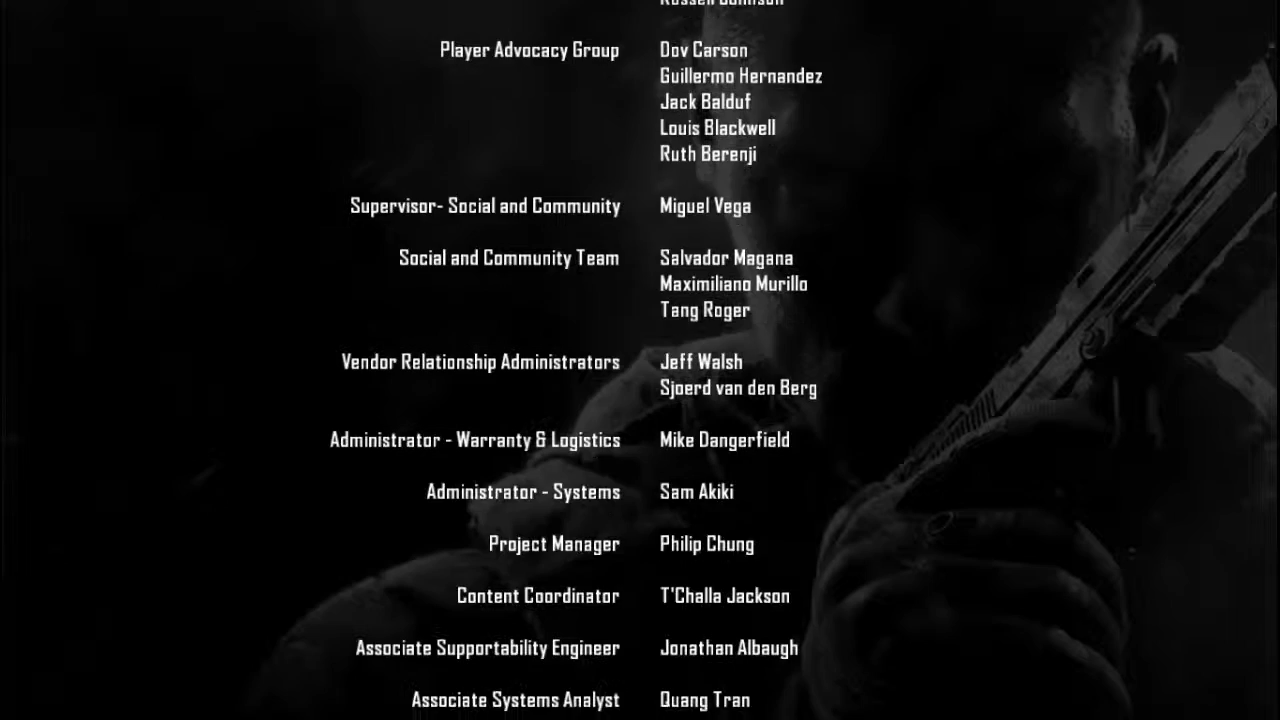 Player Advocacy Group Dov Carson
Guillermo Hernandez
Jack Balduf
Louis Blackwell
Ruth Berenji
Supervisor- Social and Community Miguel Vega
Social and Community Team Salvador Magana
Maximiliano Murillo
Tang Roger
Vendor Relationship Administrators Jeff Walsh
Sjoerd van den Berg
Administrator - Warranty & Logistics Mike Dangerfield
Administrator - Systems Sam Akiki
Project Manager Philip Chung
Content Coordinator T'Challa Jackson
Associate Supportability Engineer Jonathan Albaugh
Associate Systems Analyst Quang Tran